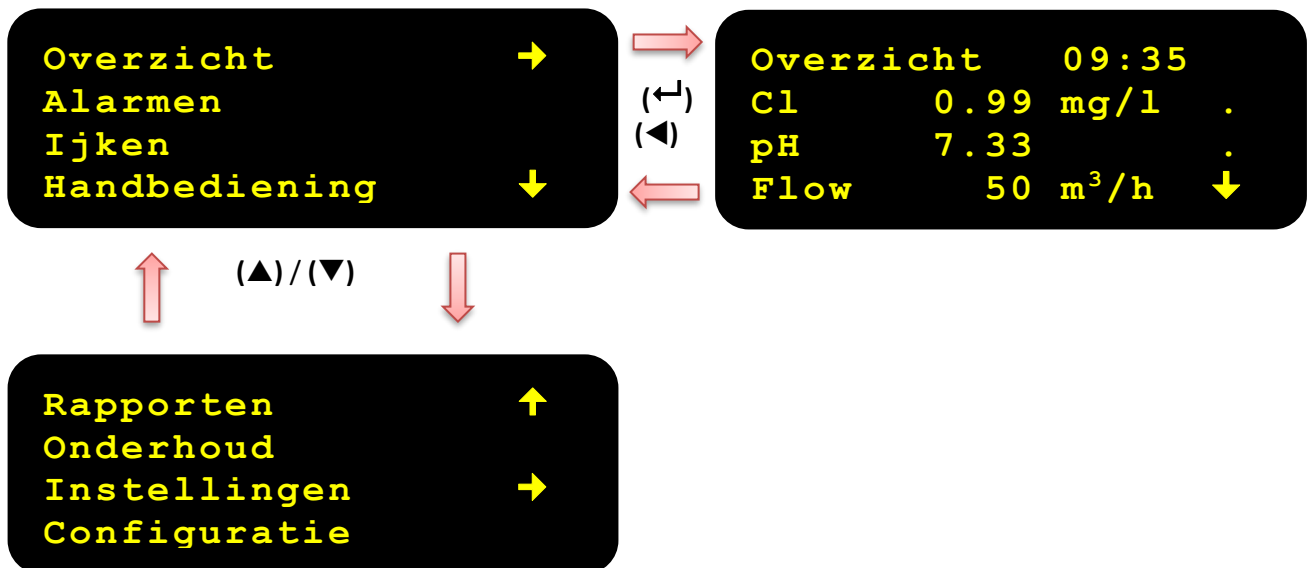 Overzicht →
Alarmen
Ijken
Handbediening ↓
(↵)
(◀)
Overzicht 09:35
Cl 0.99 mg/l .
pH 7.33 .
Flow 50 m³/h ↓
(▲)/(▼)
Rapporten ↑
Onderhoud
Instellingen →
Configuratie